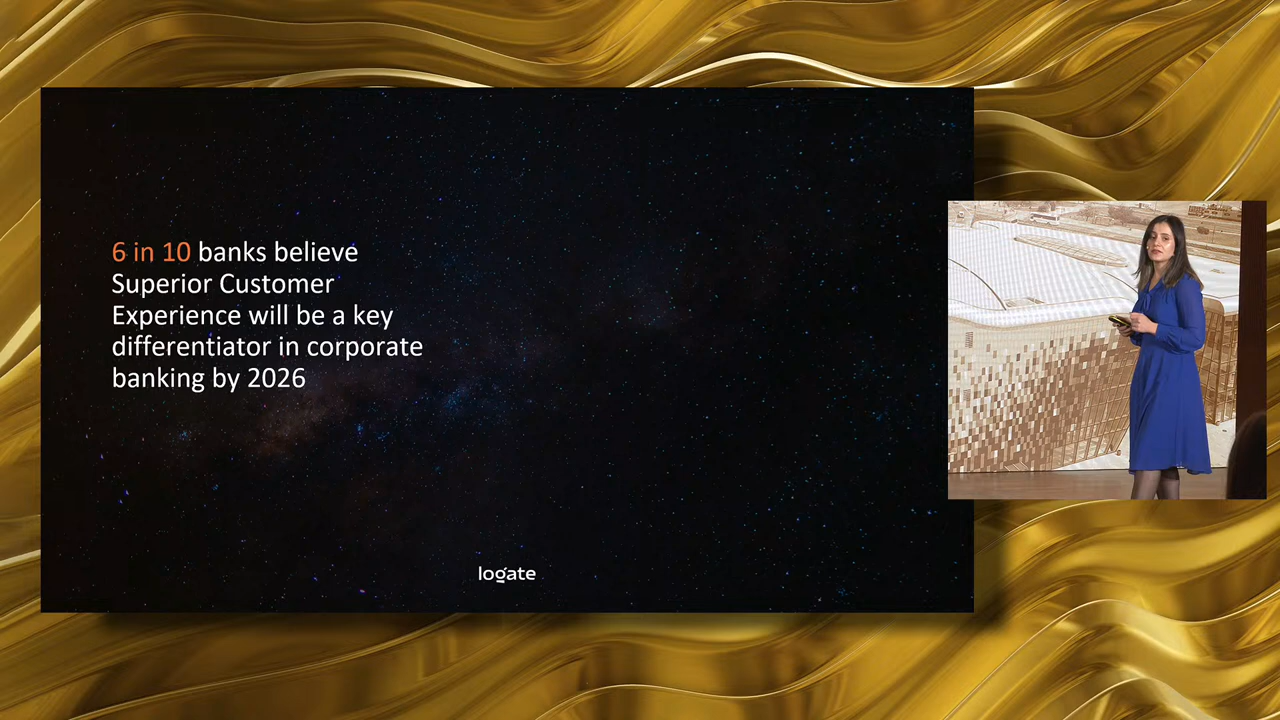 6 in 10 banks believe
Superior Customer
Experience will be a key
differentiator in corporate
banking by 2026
logate